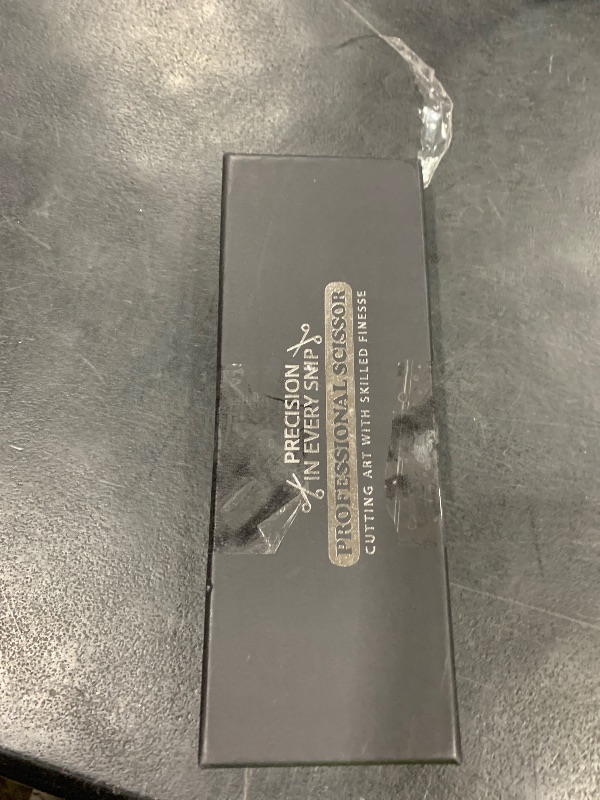 PRECISION
IN EVERY SNIP
PROFESSIONAL SCISSOR
CUTTING ART WITH SKILLED FINESSE